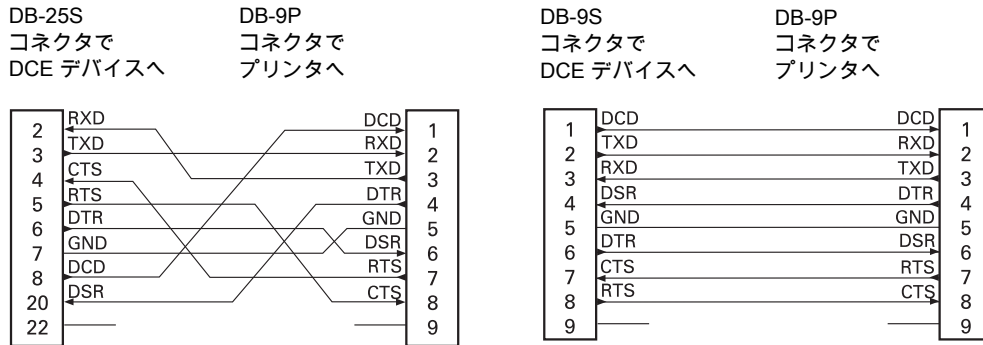 DB-25S
コネクタで
DCE デバイスへ
DB-9P
コネクタで
プリンタへ
2 RXD DCD 1
3 TXD RXD 2
4 CTS TXD 3
5 RTS DTR 4
6 DTR GND 5
7 GND DSR 6
8 DCD RTS 7
20 DSR CTS 8
22 9
DB-9S
コネクタで
DCE デバイスへ
DB-9P
コネクタで
プリンタへ
1 DCD DCD 1
2 TXD RXD 2
3 RXD TXD 3
4 DSR DTR 4
5 GND GND 5
6 DTR DSR 6
7 CTS RTS 7
8 RTS CTS 8
9 9